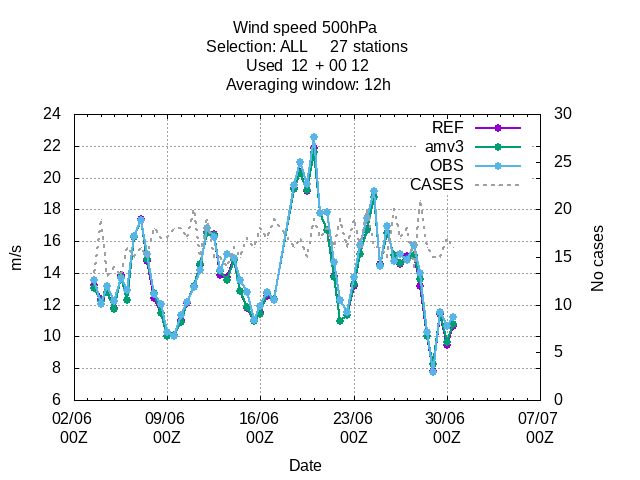 Wind speed 500hPa
Selection: ALL 27 stations
Used 12 + 00 12
Averaging window: 12h
REF
amv3
OBS
CASES
24
22
20
18
16
14
12
10
8
6
30
25
20
15
10
5
0
m/s
No cases
02/06 09/06 16/06 23/06 30/06 07/07
00Z 00Z 00Z 00Z 00Z 00Z
Date